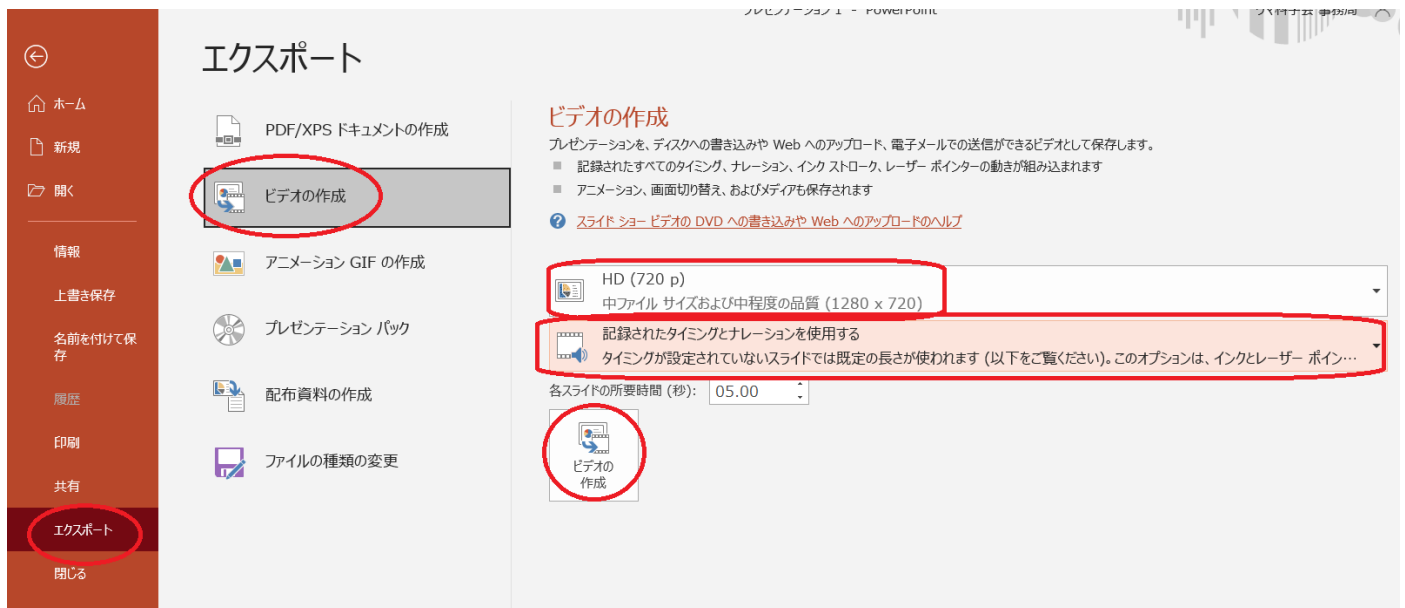 プレゼンテーション 1 - PowerPoint
エクスポート
ホーム
新規
開く
情報
上書き保存
名前を付けて保
存
履歴
印刷
共有
エクスポート
閉じる
PDF/XPS ドキュメントの作成
ビデオの作成
アニメーション GIF の作成
プレゼンテーション パック
配布資料の作成
ファイルの種類の変更
ビデオの作成
プレゼンテーションを、ディスクへの書き込みや Web へのアップロード、電子メールでの送信ができるビデオとして保存します。
記録されたすべてのタイミング、ナレーション、インク ストローク、レーザー ポインターの動きが組み込まれます
アニメーション、画面切り替え、およびメディアも保存されます
スライド ショー ビデオの DVD への書き込みや Web へのアップロードのヘルプ
HD (720 p)
中ファイル サイズおよび中程度の品質 (1280 x 720)
記録されたタイミングとナレーションを使用する
タイミングが設定されていないスライドでは既定の長さが使われます (以下をご覧ください)。このオプションは、インクとレーザー ポイン…
各スライドの所要時間 (秒): 05.00
ビデオの
作成